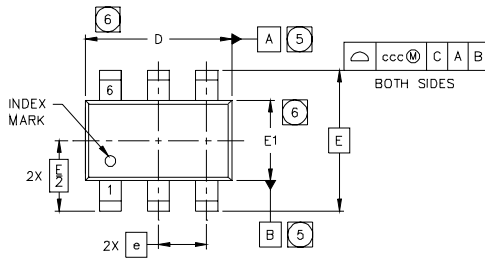 6
D
A 5
⌓ ccc Ⓜ C A B
BOTH SIDES
6
INDEX
MARK
6
E1
E
2X E/2
1
B 5
2X e